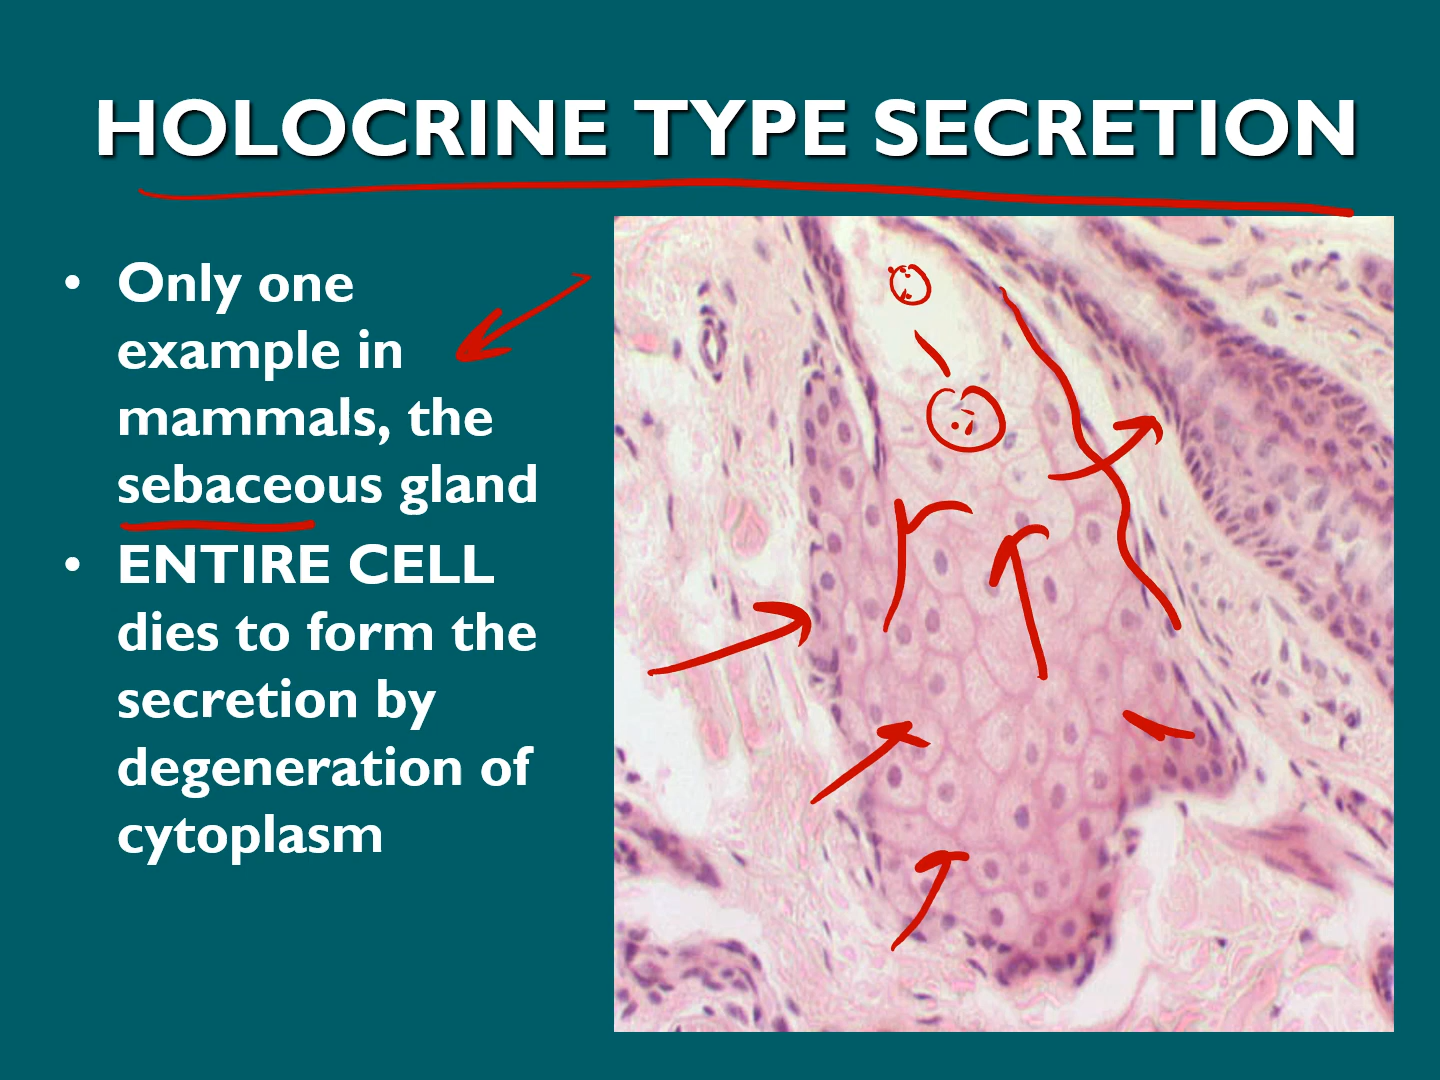 HOLOCRINE TYPE SECRETION
• Only one
example in
mammals, the
sebaceous gland
• ENTIRE CELL
dies to form the
secretion by
degeneration of
cytoplasm